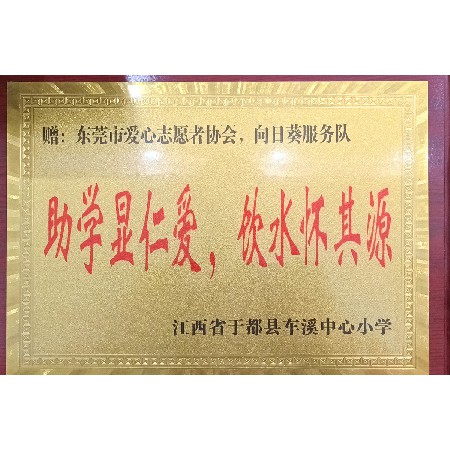 赠：东莞市爱心志愿者协会，向日葵服务队
助学显仁爱，饮水怀其源
江西省于都县车溪中心小学